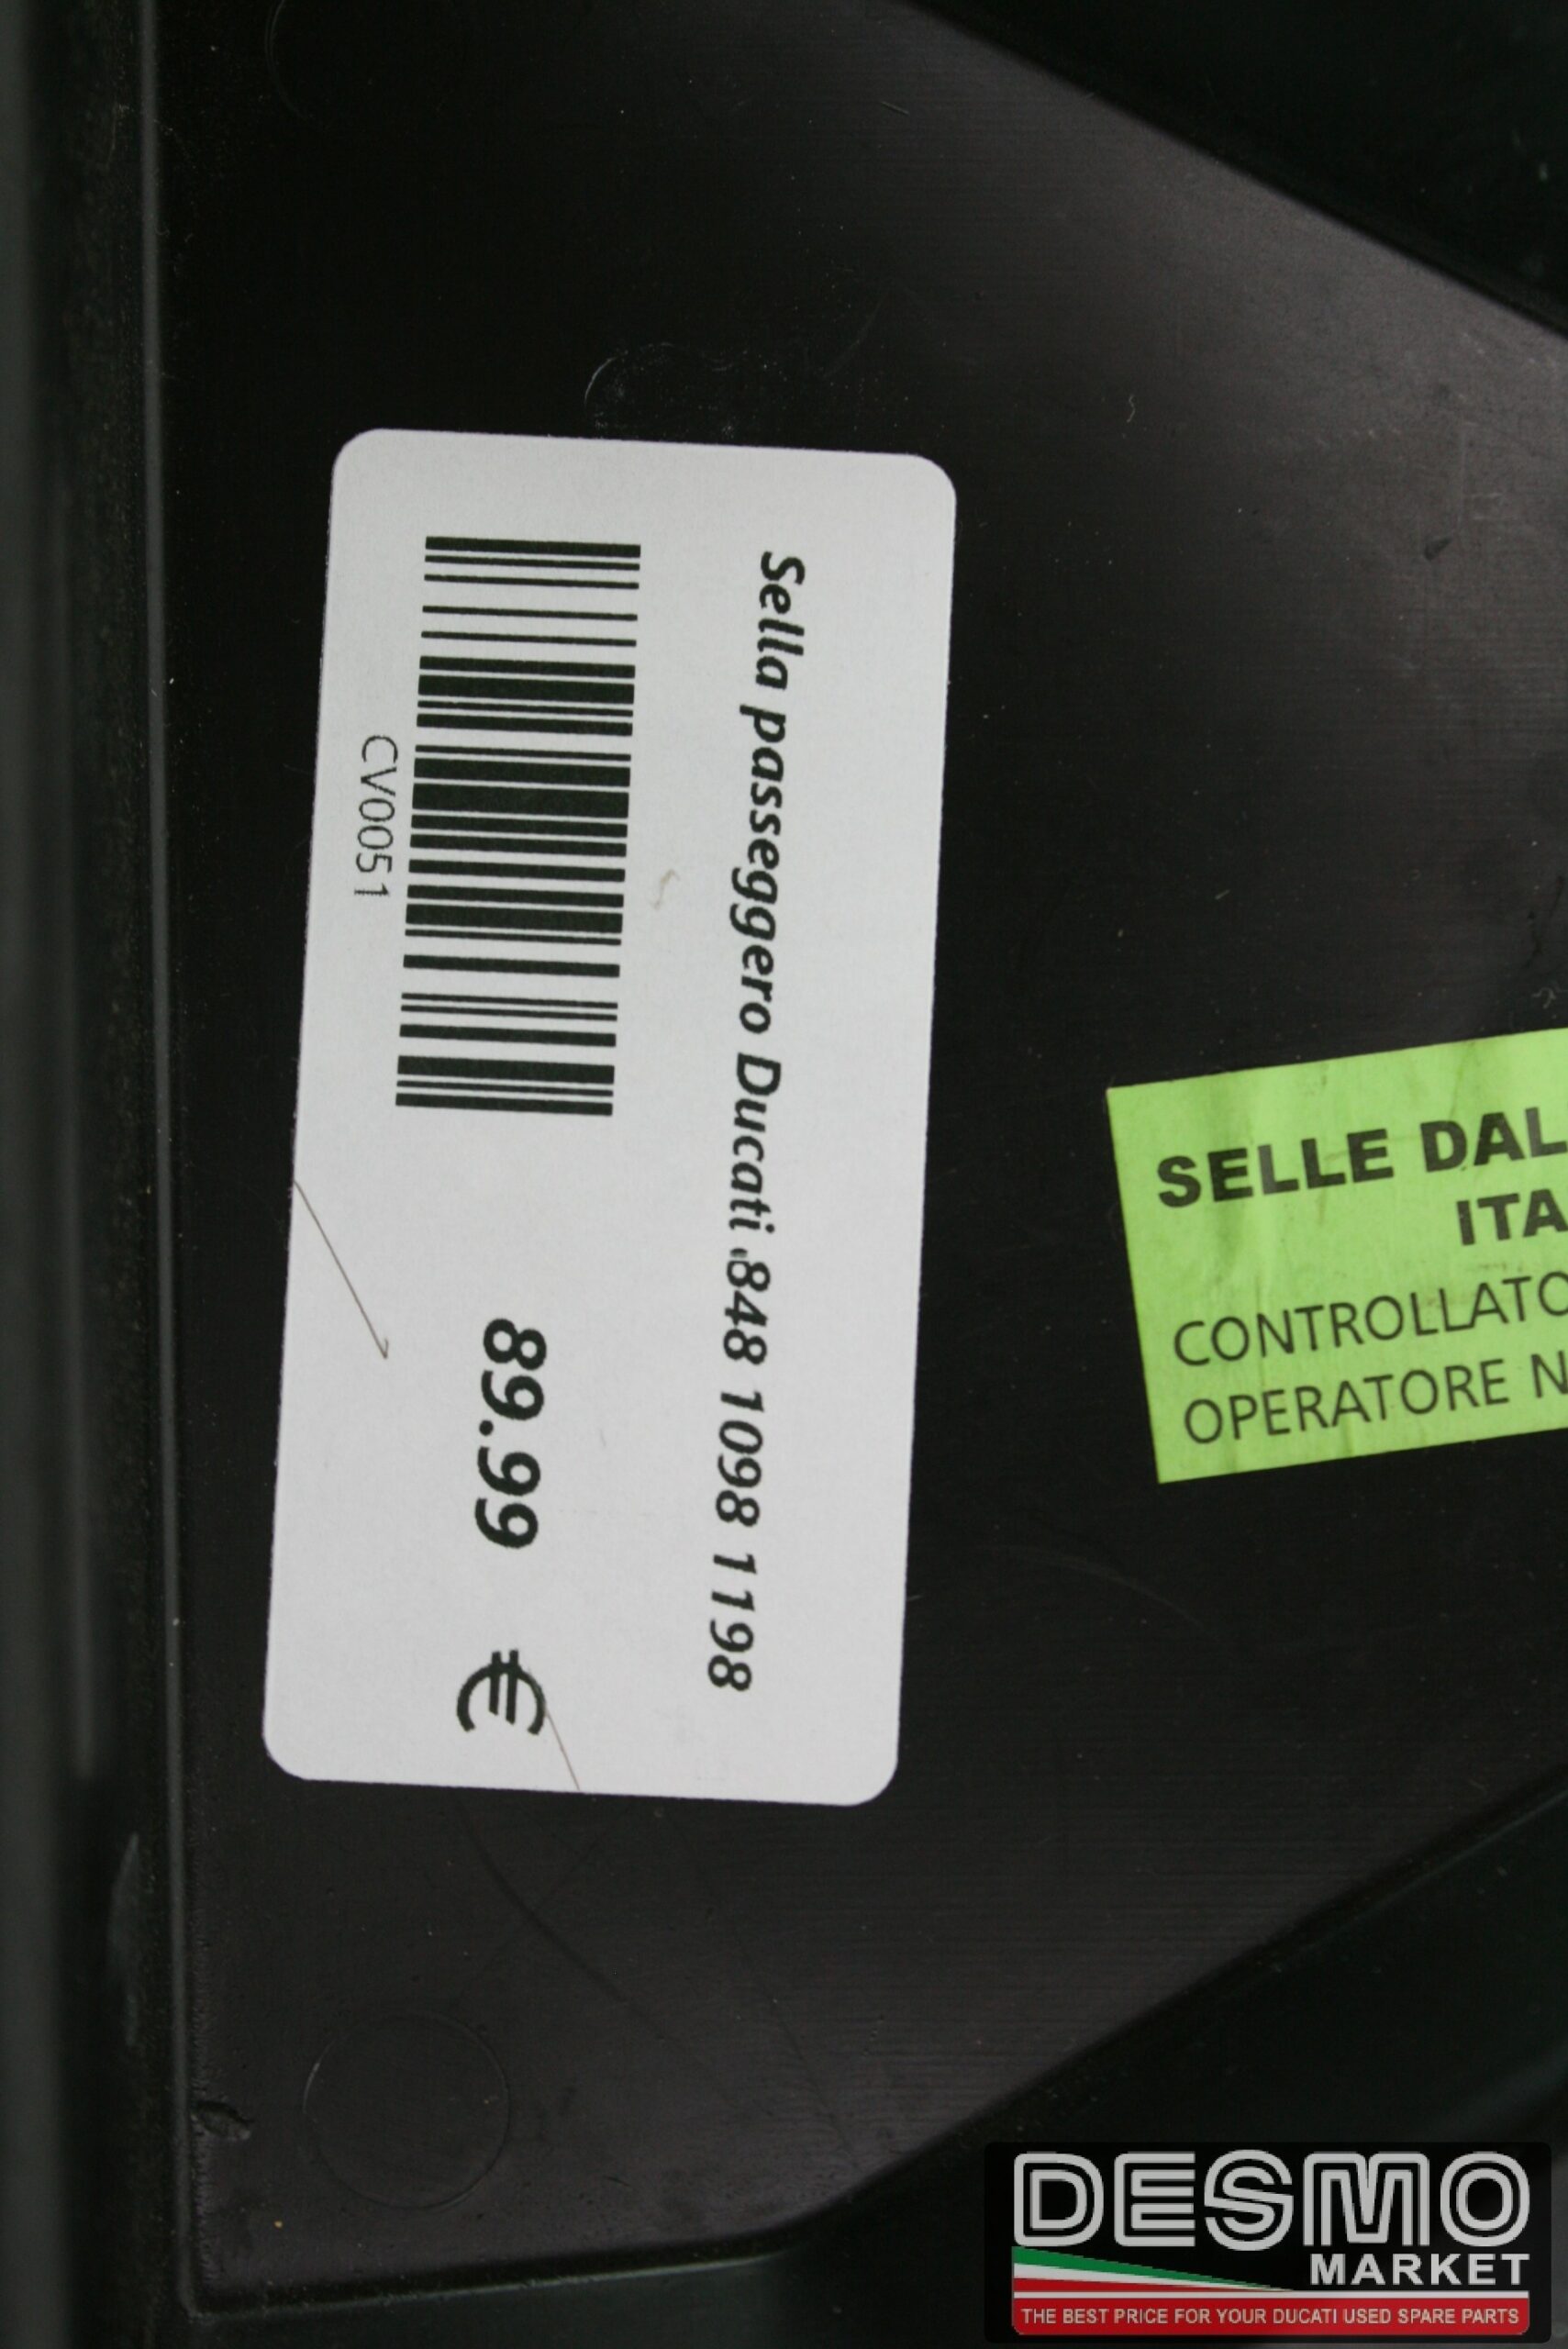 Sella passeggero Ducati 848 1098 1198
CV0051
89.99 €
SELLE DAL
ITA
CONTROLLATO
OPERATORE N
DESMO
MARKET
THE BEST PRICE FOR YOUR DUCATI USED SPARE PARTS